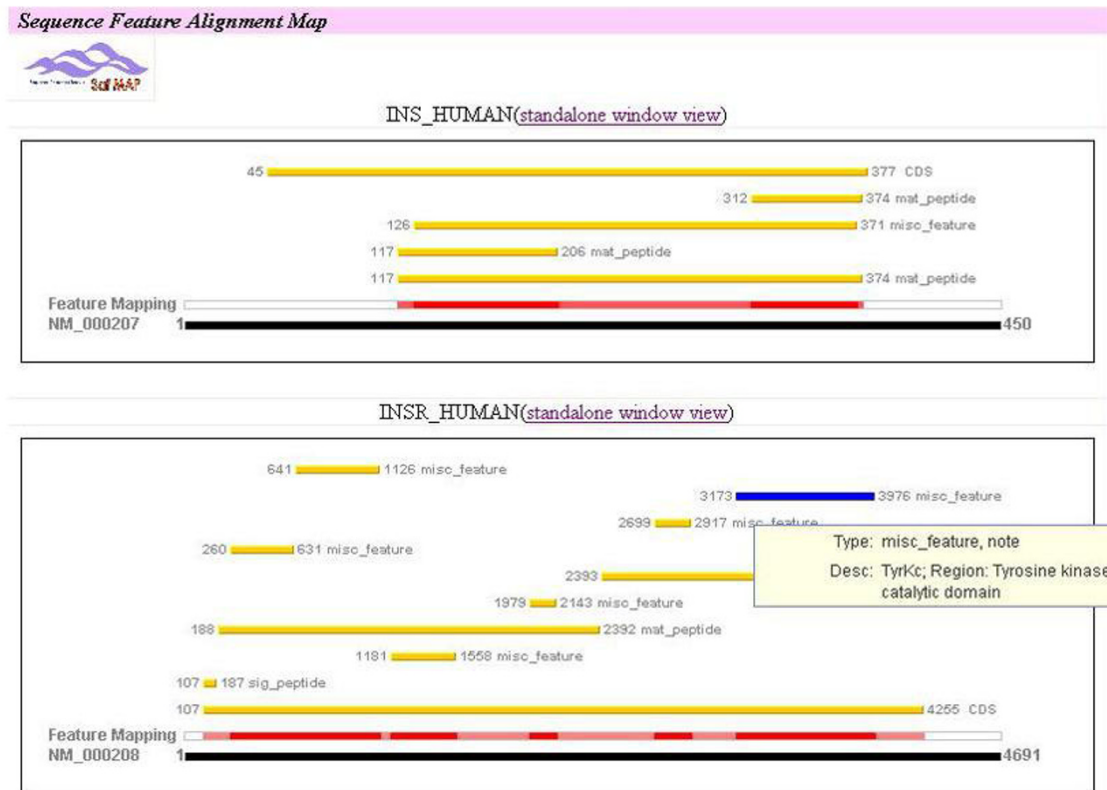 Sequence Feature Alignment Map
Saf MAP
INS_HUMAN(standalone window view)
45 377 CDS
312 374 mat_peptide
126 371 misc_feature
117 206 mat_peptide
117 374 mat_peptide
Feature Mapping
NM_000207 1 450
INSR_HUMAN(standalone window view)
641 1126 misc_feature
3173 3976 misc_feature
2699 2917 misc_feature
Type: misc_feature, note
260 631 misc_feature
Desc: TyrKc; Region: Tyrosine kinase
catalytic domain
2393
1979 2143 misc_feature
188 2392 mat_peptide
1181 1558 misc_feature
107 187 sig_peptide
107 4255 CDS
Feature Mapping
NM_000208 1 4691